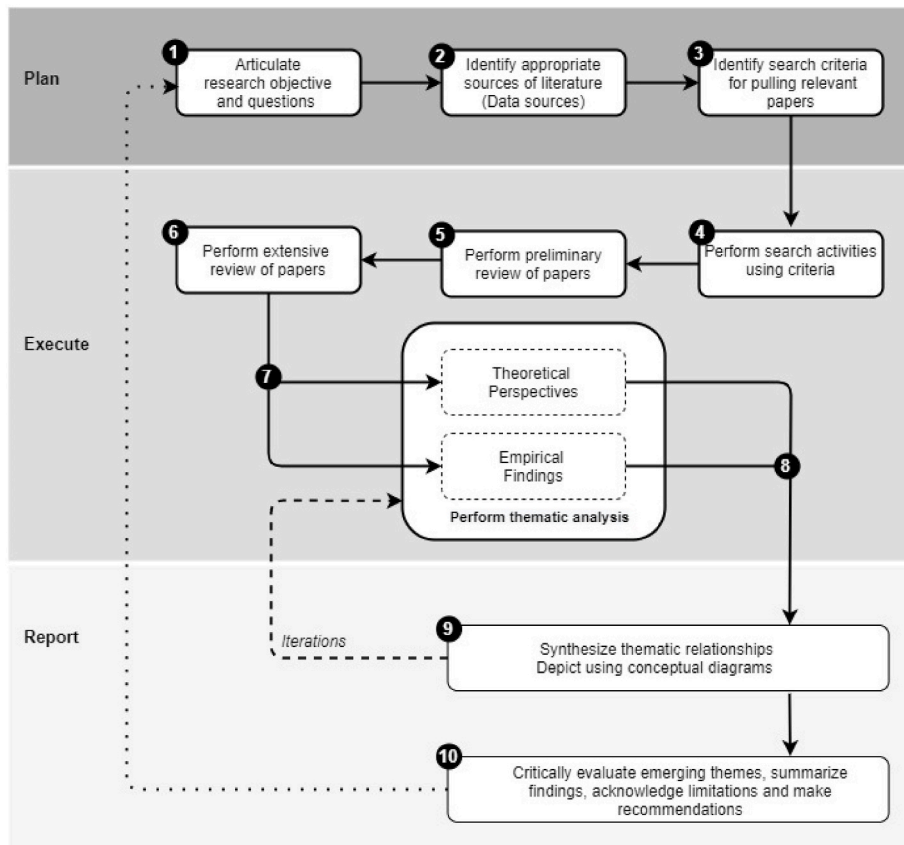 Plan
1
Articulate
research objective
and questions
2
Identify appropriate
sources of literature
(Data sources)
3
Identify search criteria
for pulling relevant
papers
Execute
4
Perform search activities
using criteria
5
Perform preliminary
review of papers
6
Perform extensive
review of papers
7
Theoretical
Perspectives
Empirical
Findings
Perform thematic analysis
8
Report
9
Synthesize thematic relationships
Depict using conceptual diagrams
Iterations
10
Critically evaluate emerging themes, summarize
findings, acknowledge limitations and make
recommendations